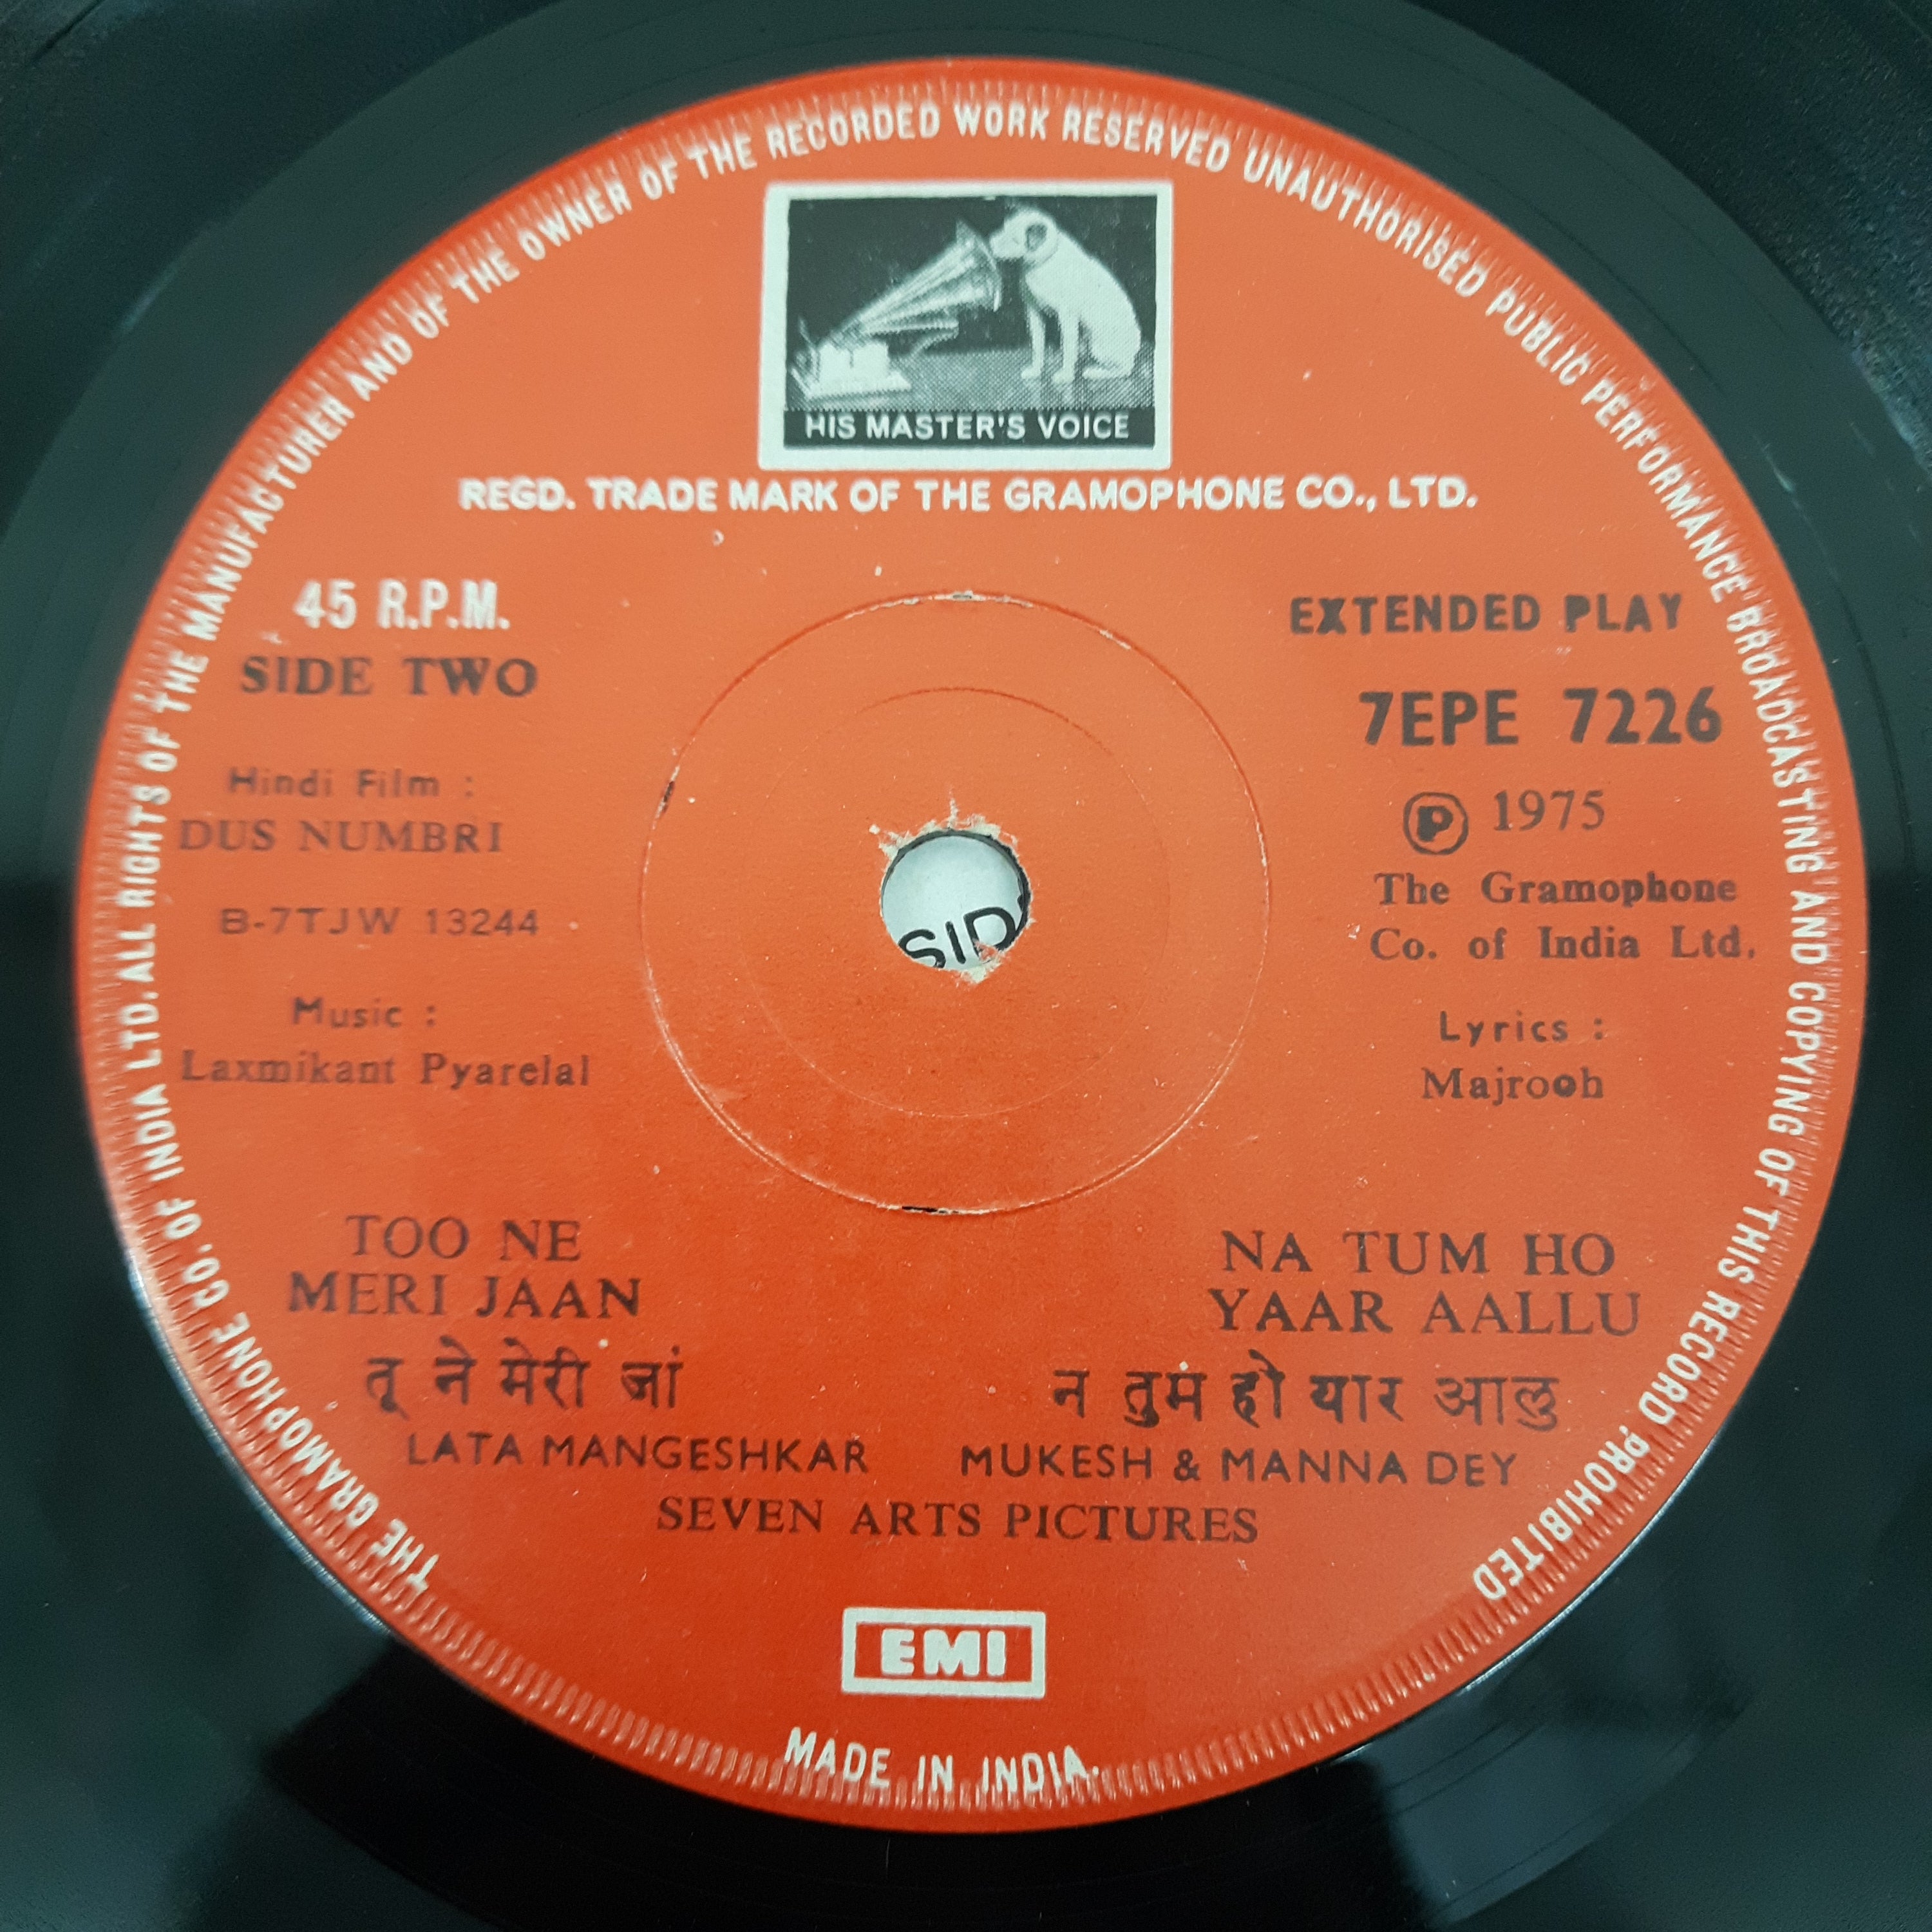 THE GRAMOPHONE CO. OF INDIA LTD. ALL RIGHTS OF THE MANUFACTURER AND OF THE OWNER OF THE RECORDED WORK RESERVED UNAUTHORISED PUBLIC PERFORMANCE BROADCASTING AND COPYING OF THIS RECORD PROHIBITED
HIS MASTER'S VOICE
REGD. TRADE MARK OF THE GRAMOPHONE CO., LTD.
45 R.P.M.
SIDE TWO
Hindi Film :
DUS NUMBRI
B-7TJW 13244
Music :
Laxmikant Pyarelal
EXTENDED PLAY
7EPE 7226
Ⓟ 1975
The Gramophone
Co. of India Ltd.
Lyrics :
Majrooh
SID
TOO NE
MERI JAAN
तू ने मेरी जां
LATA MANGESHKAR
NA TUM HO
YAAR AALLU
न तुम हो यार आलु
MUKESH & MANNA DEY
SEVEN ARTS PICTURES
EMI
MADE IN INDIA.